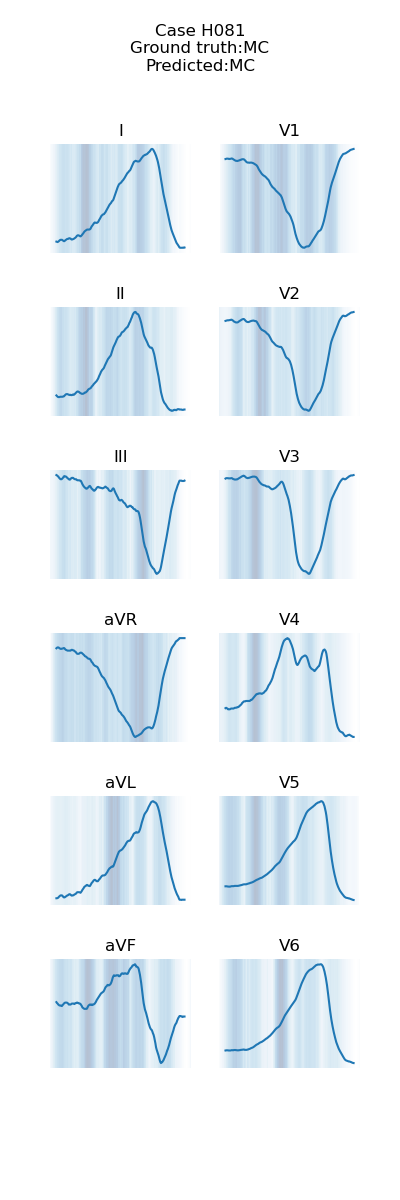 Case H081
Ground truth:MC
Predicted:MC
I
V1
II
V2
III
V3
aVR
V4
aVL
V5
aVF
V6